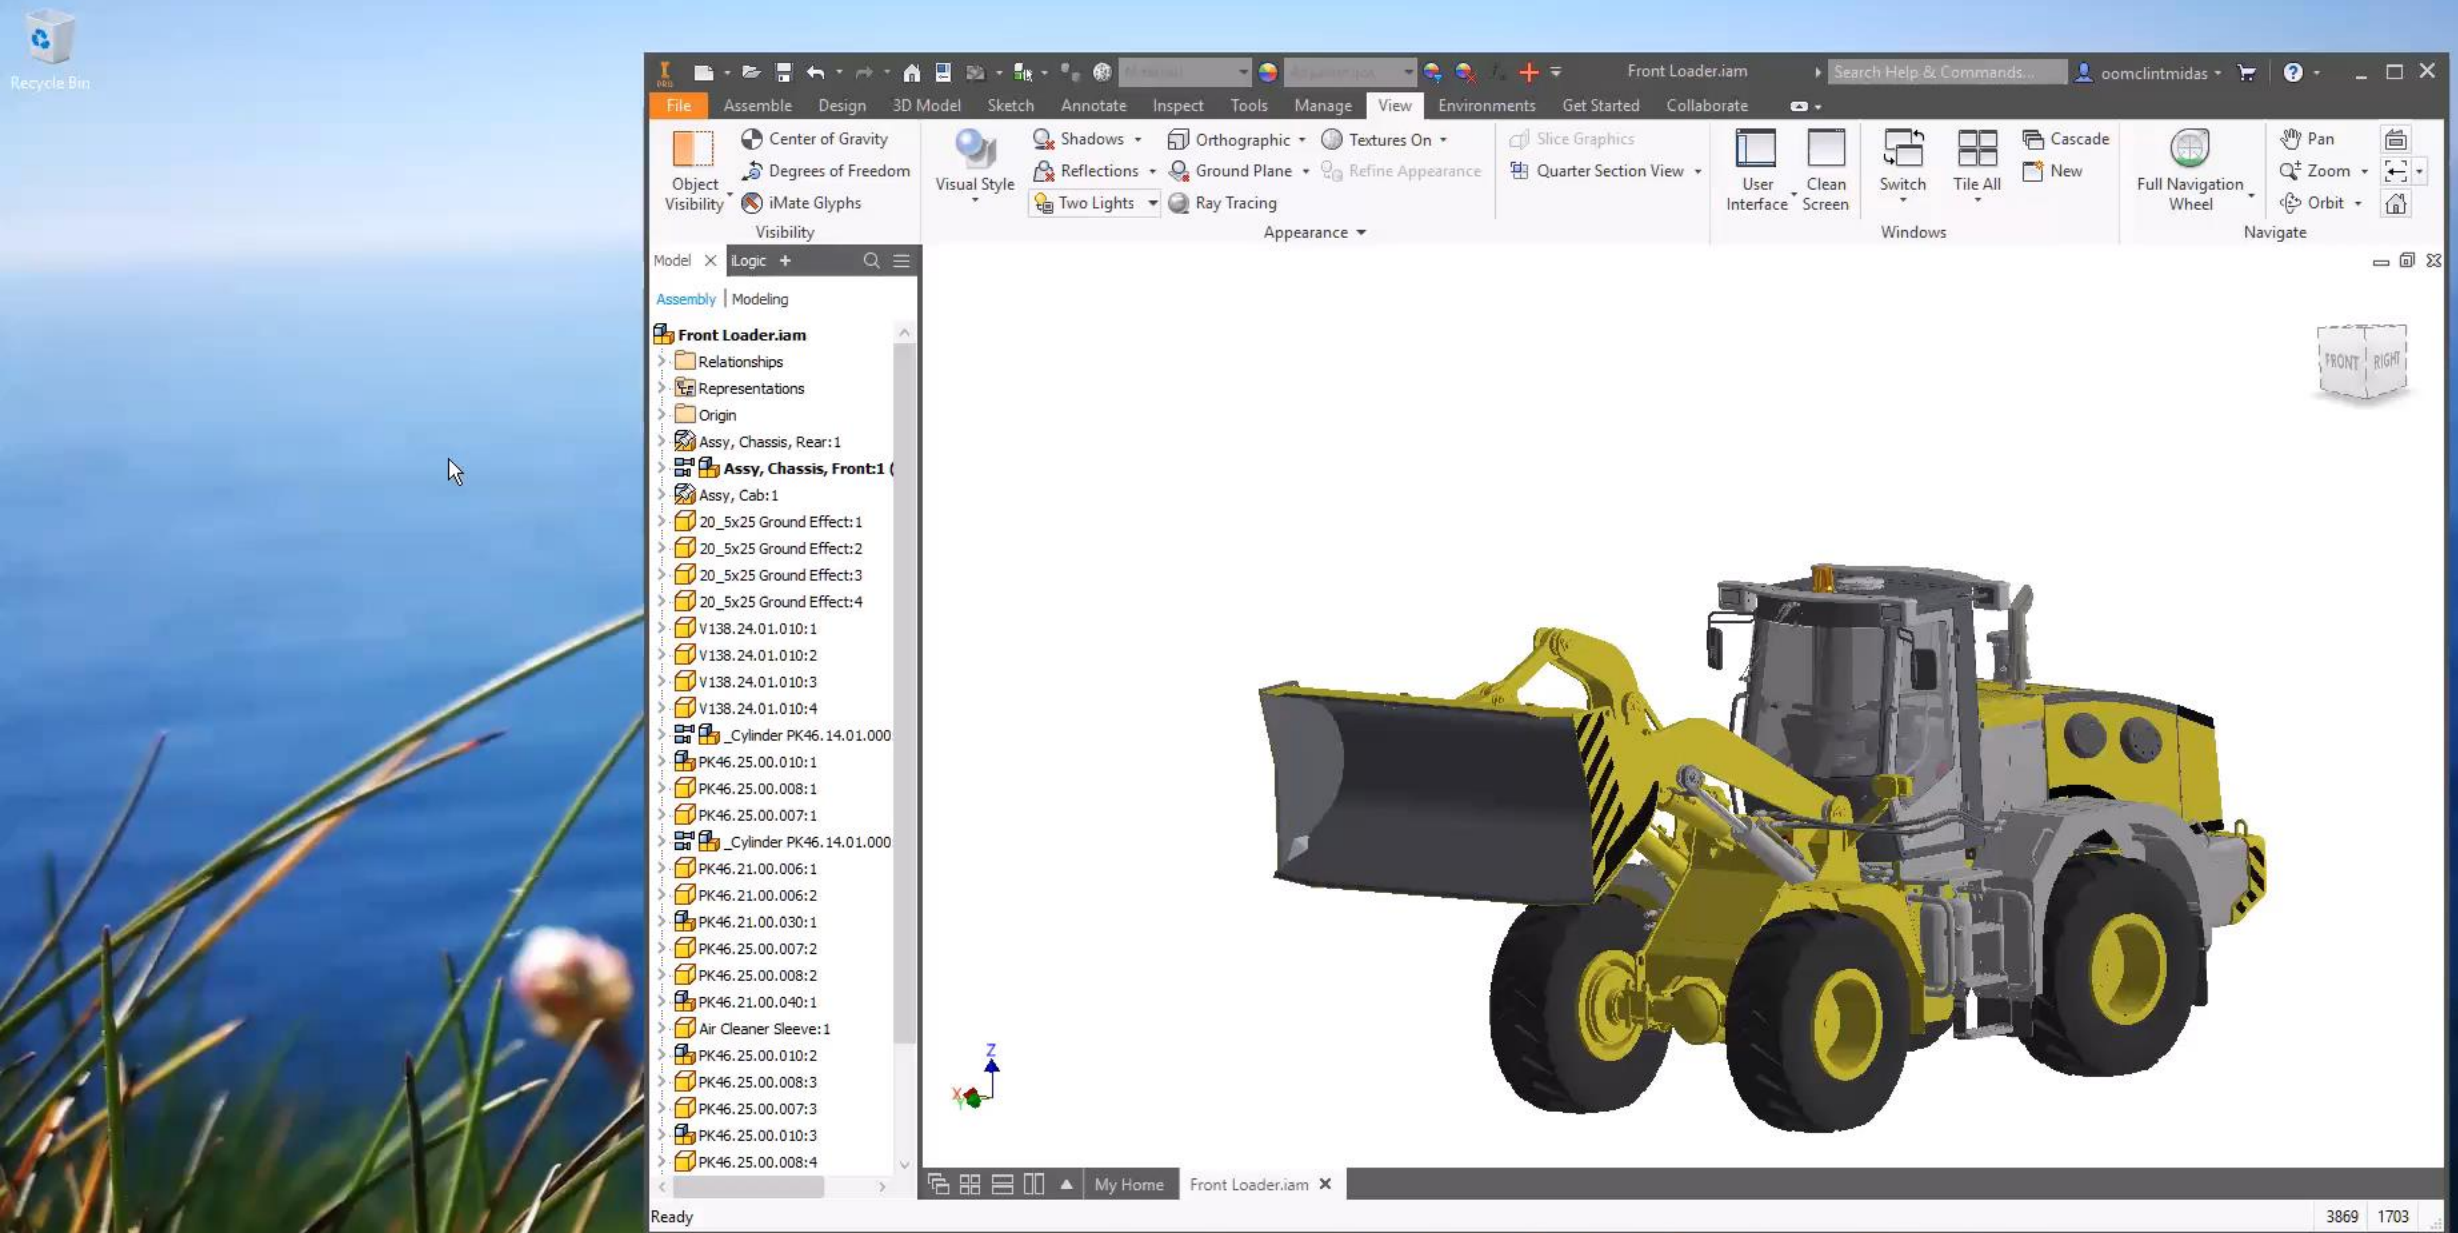 Recycle Bin
PRO
Front Loader.iam
Search Help & Commands...
oomclintmidas
File Assemble Design 3D Model Sketch Annotate Inspect Tools Manage View Environments Get Started Collaborate
Object Visibility
Center of Gravity
Degrees of Freedom
iMate Glyphs
Visibility
Visual Style
Shadows
Reflections
Two Lights
Orthographic
Ground Plane
Ray Tracing
Textures On
Refine Appearance
Appearance
Slice Graphics
Quarter Section View
User Interface
Clean Screen
Switch
Tile All
Cascade
New
Windows
Full Navigation Wheel
Pan
Zoom
Orbit
Navigate
Model
iLogic
Assembly | Modeling
Front Loader.iam
Relationships
Representations
Origin
Assy, Chassis, Rear:1
Assy, Chassis, Front:1 (
Assy, Cab:1
20_5x25 Ground Effect:1
20_5x25 Ground Effect:2
20_5x25 Ground Effect:3
20_5x25 Ground Effect:4
V138.24.01.010:1
V138.24.01.010:2
V138.24.01.010:3
V138.24.01.010:4
_Cylinder PK46.14.01.000
PK46.25.00.010:1
PK46.25.00.008:1
PK46.25.00.007:1
_Cylinder PK46.14.01.000
PK46.21.00.006:1
PK46.21.00.006:2
PK46.21.00.030:1
PK46.25.00.007:2
PK46.25.00.008:2
PK46.21.00.040:1
Air Cleaner Sleeve:1
PK46.25.00.010:2
PK46.25.00.008:3
PK46.25.00.007:3
PK46.25.00.010:3
PK46.25.00.008:4
FRONT RIGHT
Z
X
Y
My Home
Front Loader.iam
Ready
3869 1703